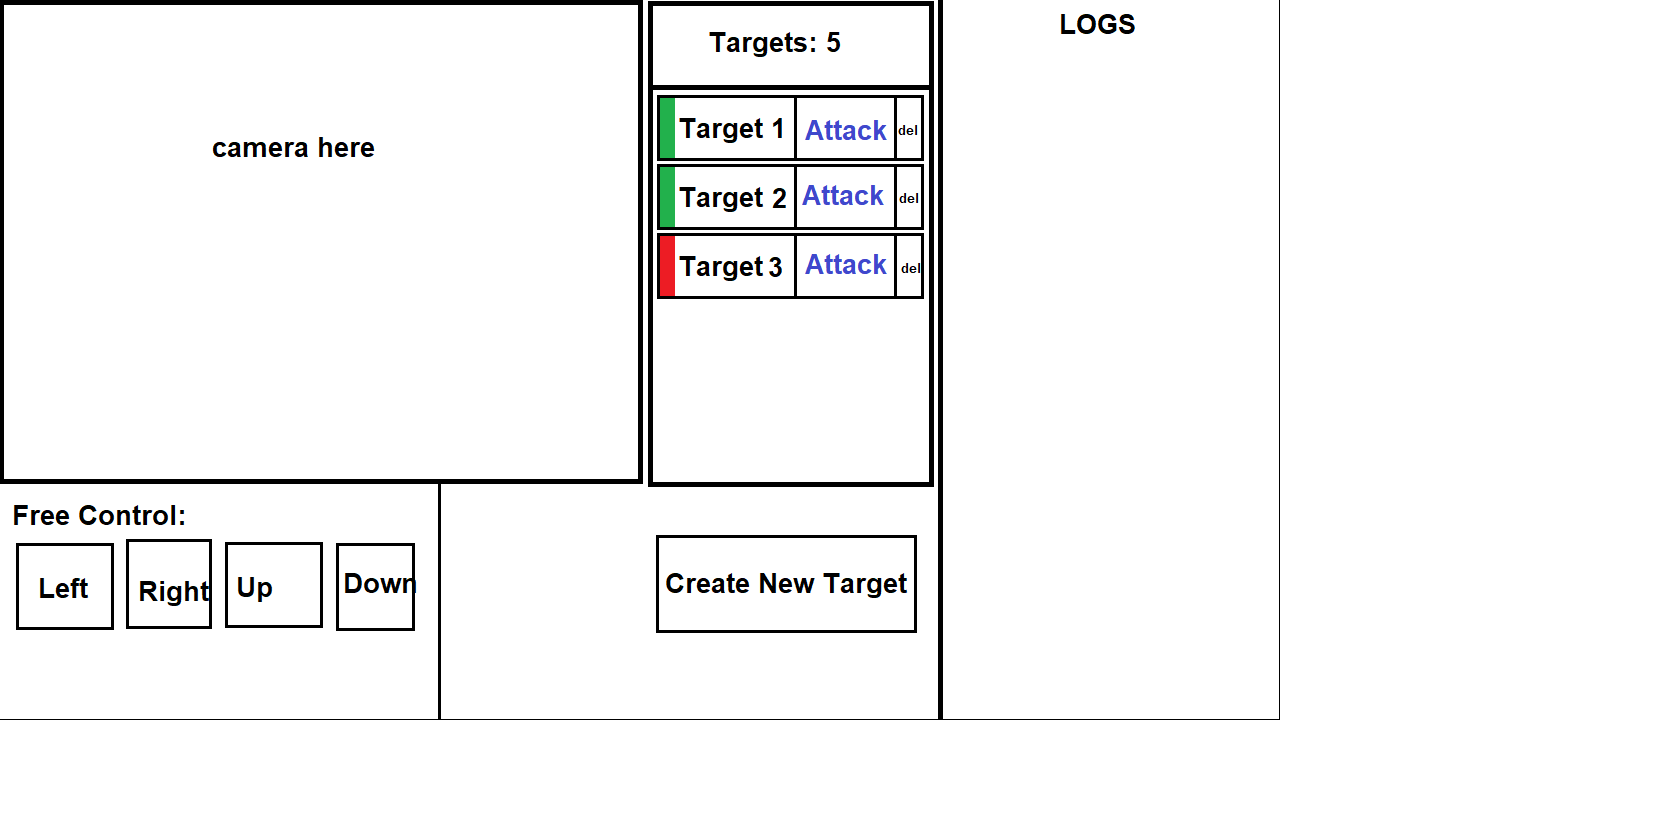 camera here
Targets: 5
Target 1 Attack del
Target 2 Attack del
Target 3 Attack del
LOGS
Free Control:
Left Right Up Down
Create New Target